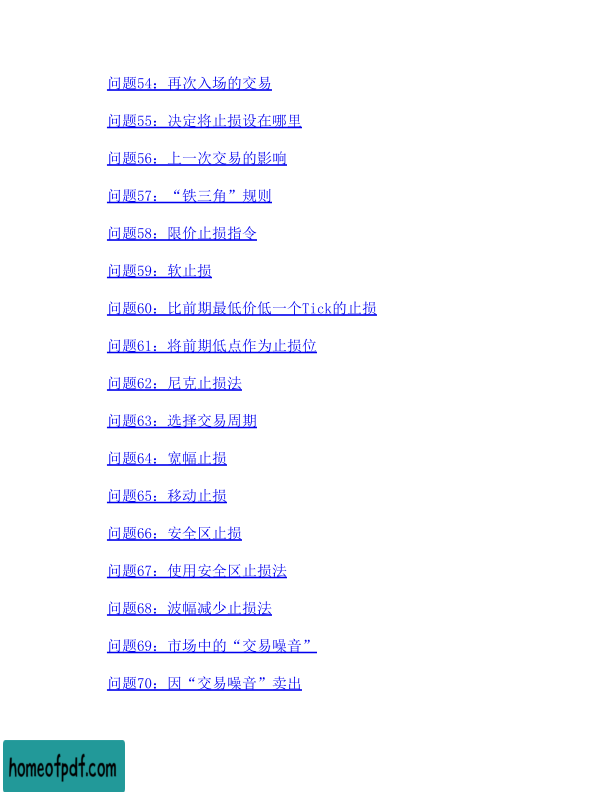 问题54：再次入场的交易
问题55：决定将止损设在哪里
问题56：上一次交易的影响
问题57：“铁三角”规则
问题58：限价止损指令
问题59：软止损
问题60：比前期最低价低一个Tick的止损
问题61：将前期低点作为止损位
问题62：尼克止损法
问题63：选择交易周期
问题64：宽幅止损
问题65：移动止损
问题66：安全区止损
问题67：使用安全区止损法
问题68：波幅减少止损法
问题69：市场中的“交易噪音”
问题70：因“交易噪音”卖出
homeofpdf.com